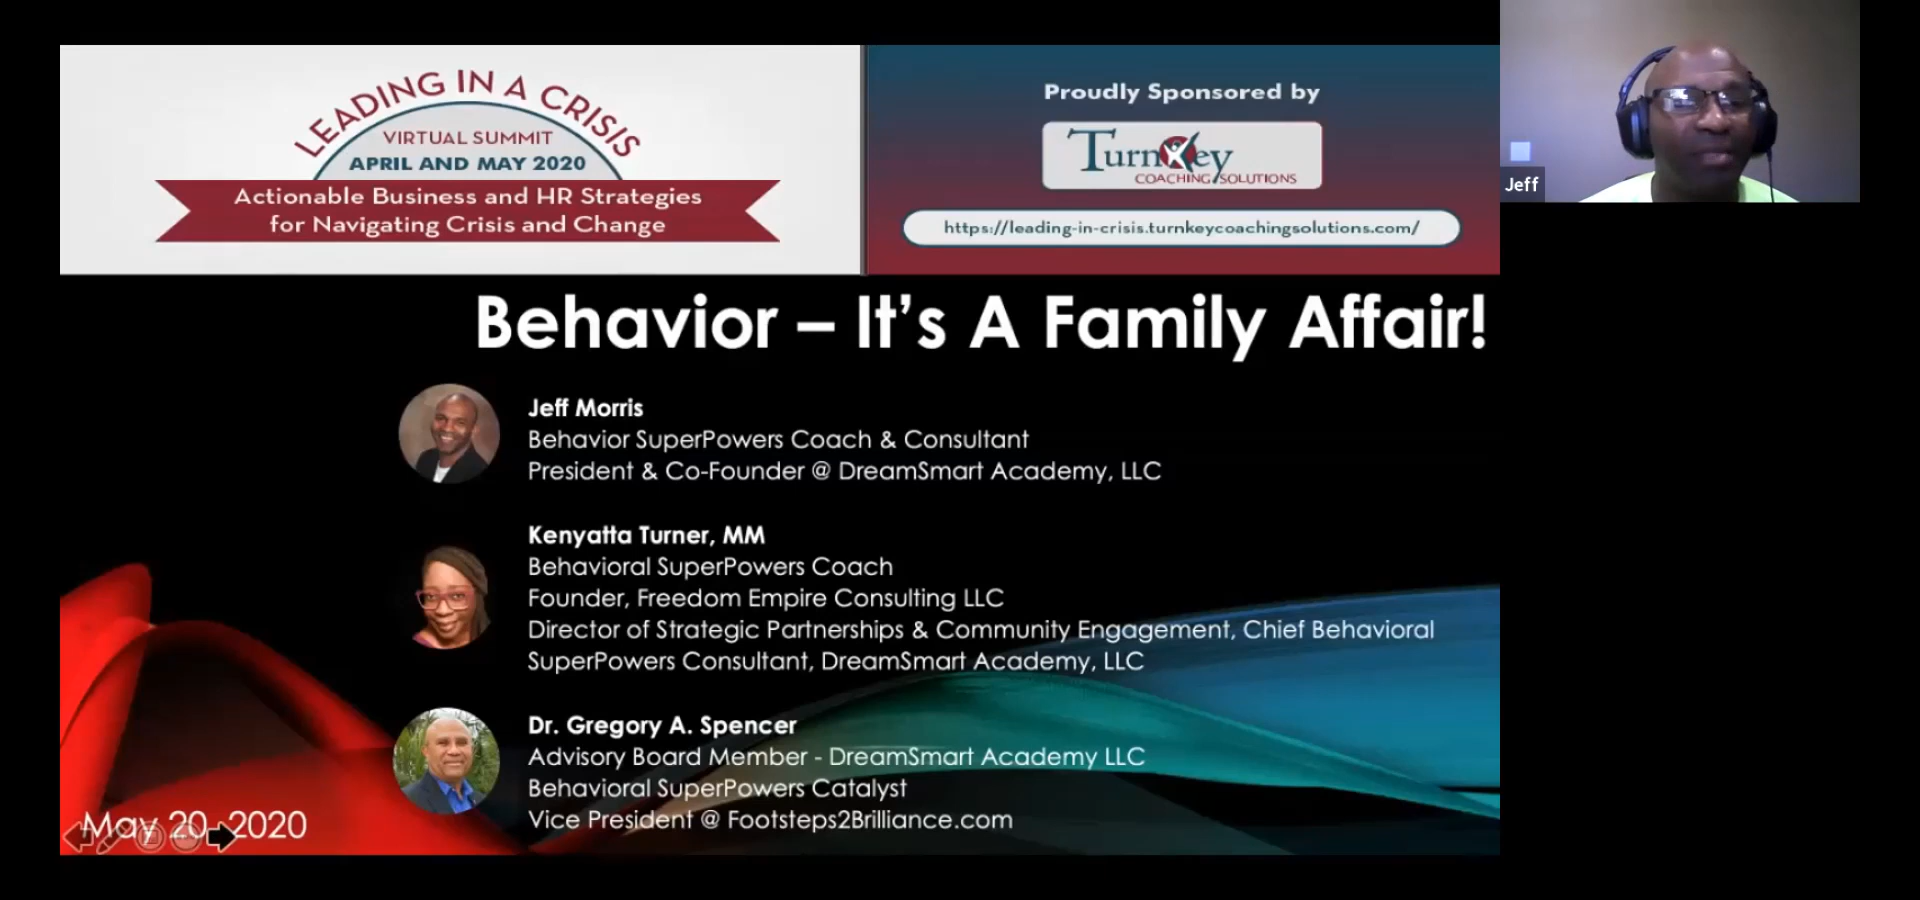 LEADING IN A CRISIS
VIRTUAL SUMMIT
APRIL AND MAY 2020
Actionable Business and HR Strategies
for Navigating Crisis and Change
Proudly Sponsored by
TurnKey
COACHING SOLUTIONS
https://leading-in-crisis.turnkeycoachingsolutions.com/
Jeff
Behavior – It's A Family Affair!
Jeff Morris
Behavior SuperPowers Coach & Consultant
President & Co-Founder @ DreamSmart Academy, LLC
Kenyatta Turner, MM
Behavioral SuperPowers Coach
Founder, Freedom Empire Consulting LLC
Director of Strategic Partnerships & Community Engagement, Chief Behavioral
SuperPowers Consultant, DreamSmart Academy, LLC
Dr. Gregory A. Spencer
Advisory Board Member - DreamSmart Academy LLC
Behavioral SuperPowers Catalyst
Vice President @ Footsteps2Brilliance.com
May 20, 2020